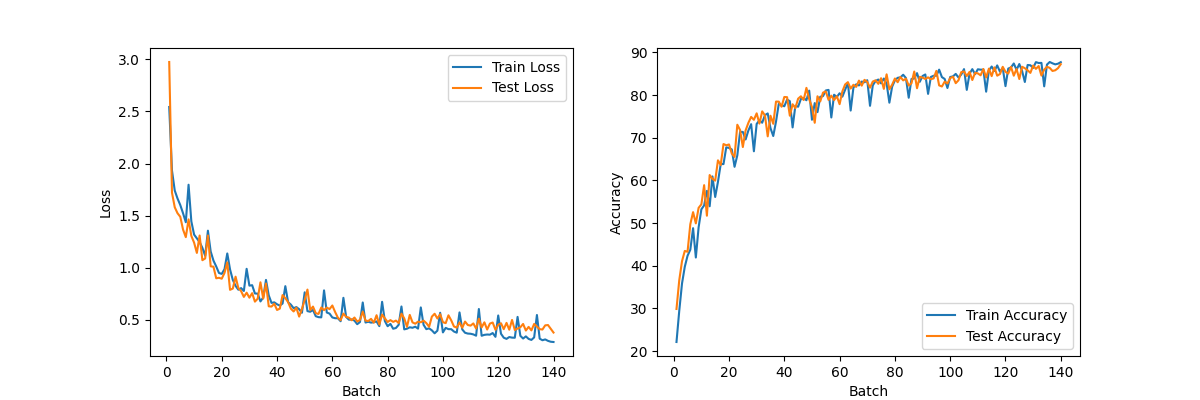 3.0
2.5
2.0
1.5
1.0
0.5
Loss
0 20 40 60 80 100 120 140
Batch
Train Loss
Test Loss
90
80
70
60
50
40
30
20
Accuracy
0 20 40 60 80 100 120 140
Batch
Train Accuracy
Test Accuracy